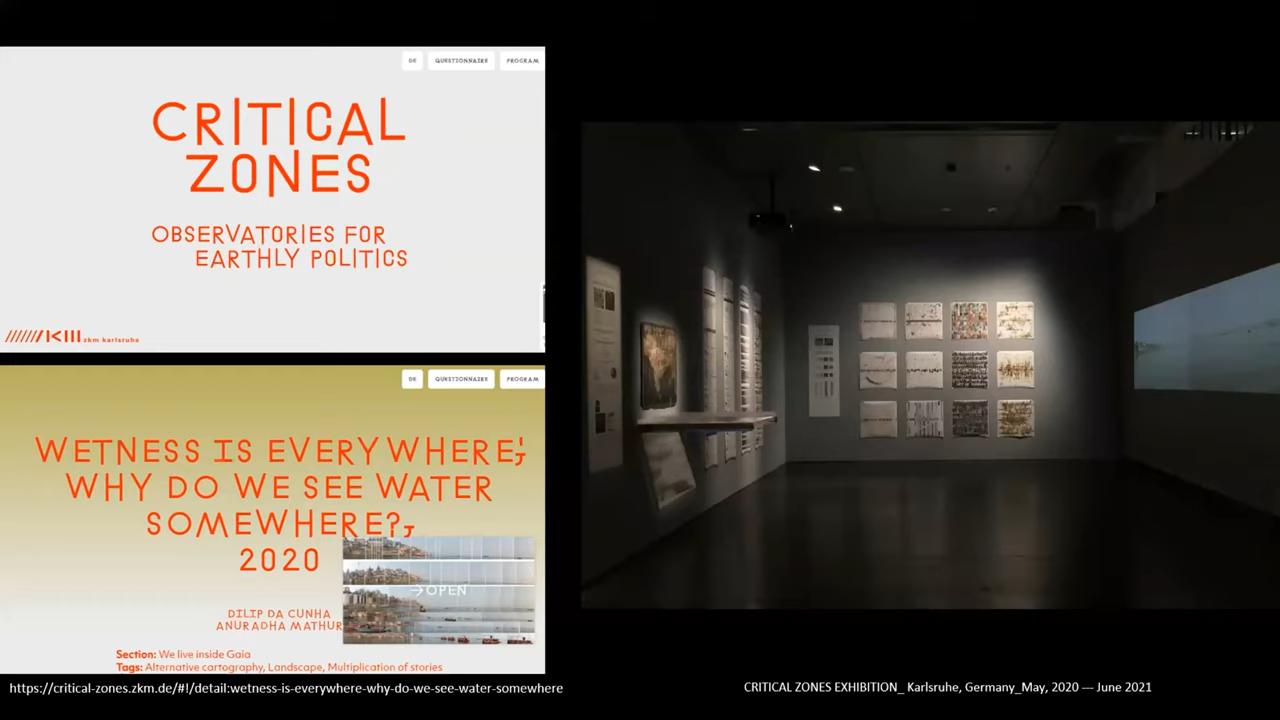 DE
QUESTIONNAIRE
PROGRAM
CRITICAL
ZONES
OBSERVATORIES FOR
EARTHLY POLITICS
zkm karlsruhe
DE
QUESTIONNAIRE
PROGRAM
WETNESS IS EVERYWHERE;
WHY DO WE SEE WATER
SOMEWHERE?,
2020
→OPEN
DILIP DA CUNHA
ANURADHA MATHUR
Section: We live inside Gaia
Tags: Alternative cartography, Landscape, Multiplication of stories
https://critical-zones.zkm.de/#!/detail:wetness-is-everywhere-why-do-we-see-water-somewhere
CRITICAL ZONES EXHIBITION_ Karlsruhe, Germany_May, 2020 --- June 2021